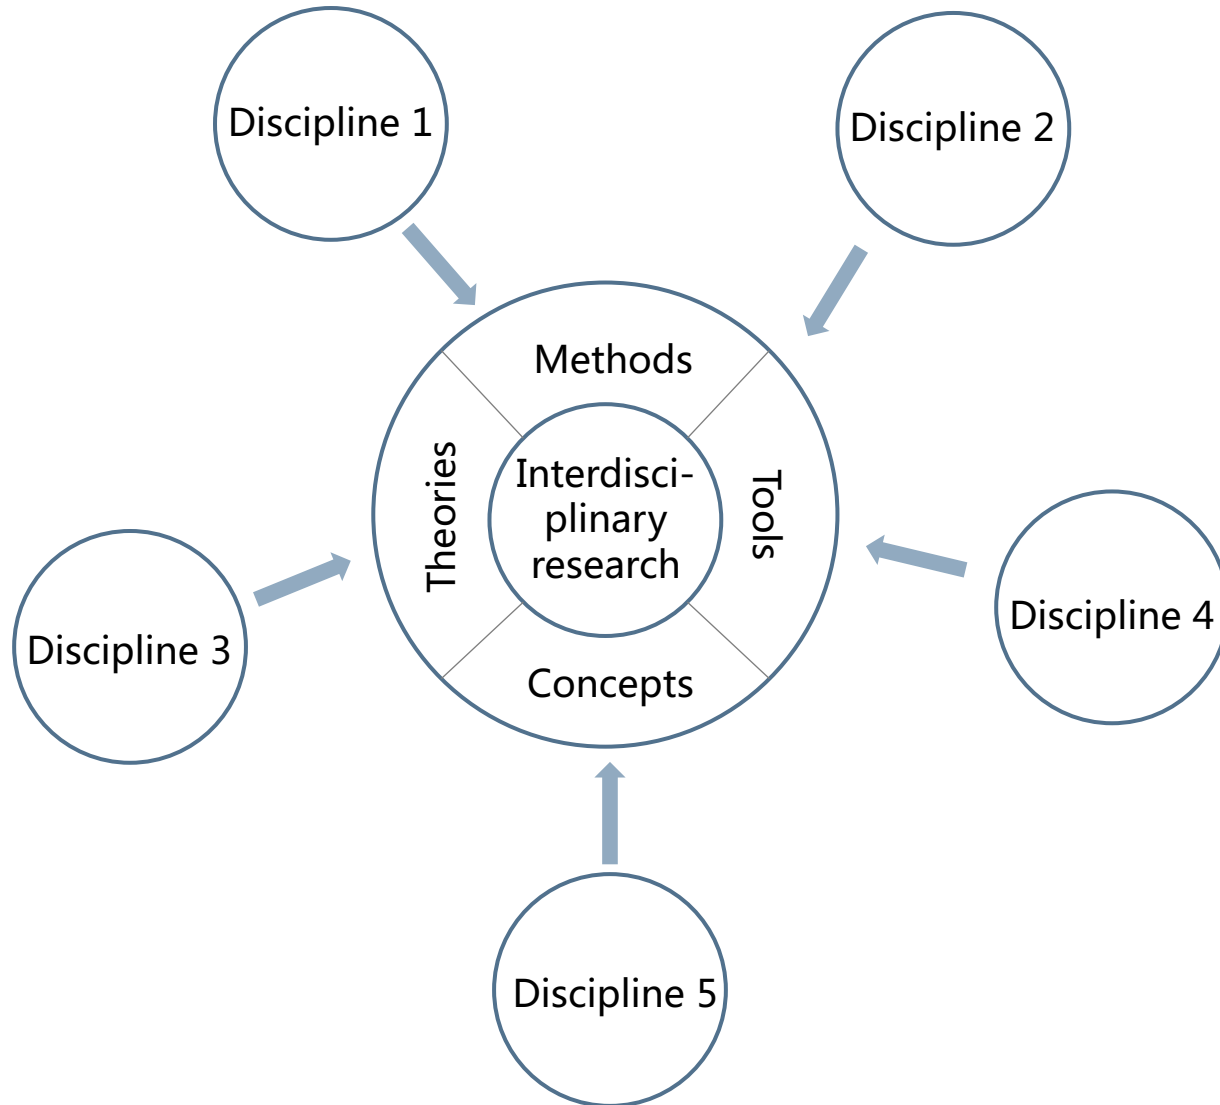 Discipline 1
Discipline 2
Methods
Theories
Interdisci-
plinary
research
Tools
Concepts
Discipline 3
Discipline 4
Discipline 5